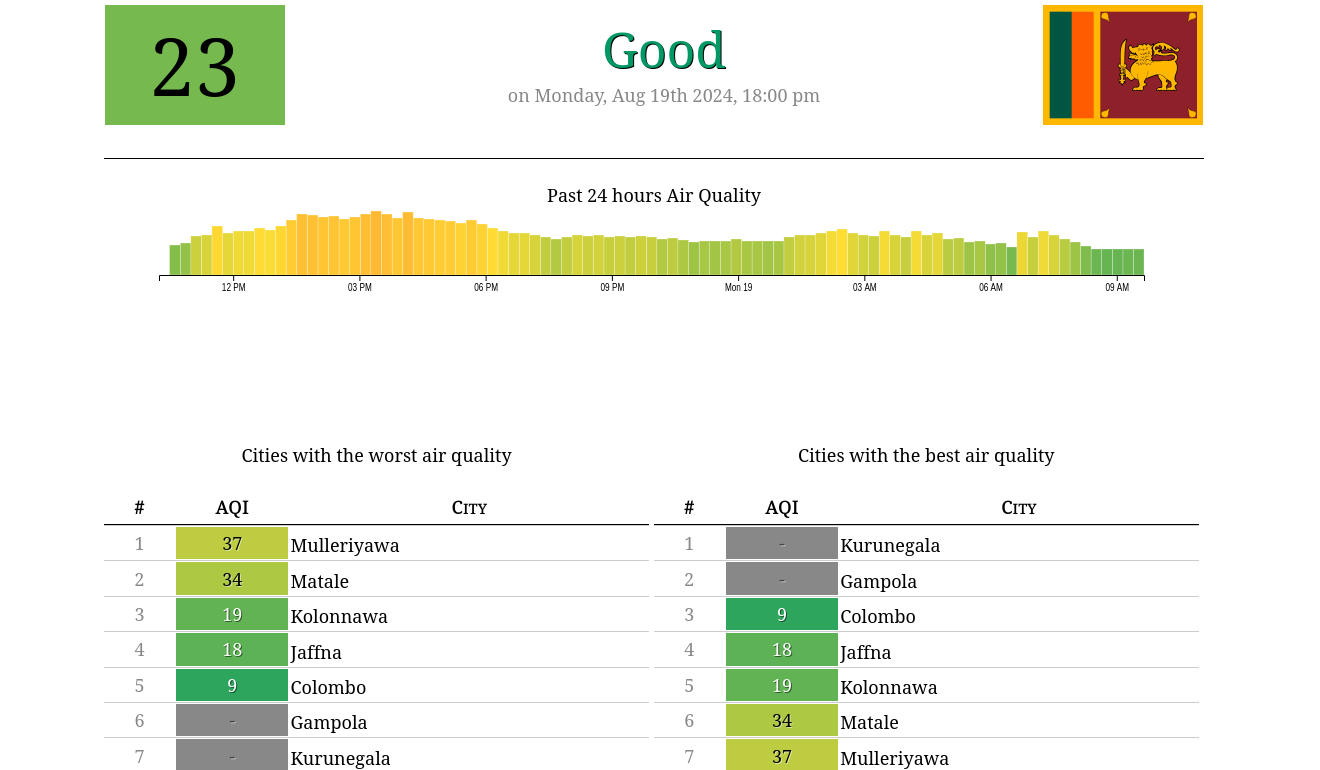 23
Good
on Monday, Aug 19th 2024, 18:00 pm
Past 24 hours Air Quality
12 PM 03 PM 06 PM 09 PM Mon 19 03 AM 06 AM 09 AM
Cities with the worst air quality
# AQI City
1 37 Mulleriyawa
2 34 Matale
3 19 Kolonnawa
4 18 Jaffna
5 9 Colombo
6 - Gampola
7 - Kurunegala
Cities with the best air quality
# AQI City
1 - Kurunegala
2 - Gampola
3 9 Colombo
4 18 Jaffna
5 19 Kolonnawa
6 34 Matale
7 37 Mulleriyawa